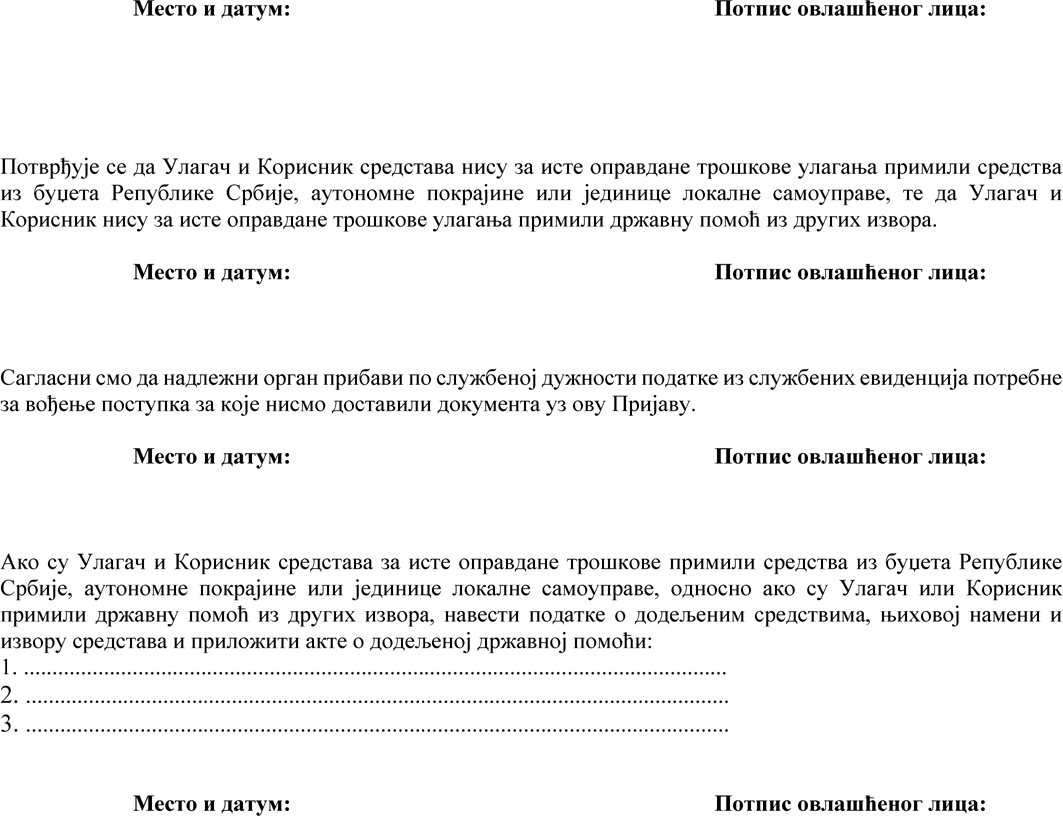 Место и датум: Потпис овлашћеног лица:
Потврђује се да Улагач и Корисник средстава нису за исте оправдане трошкове улагања примили средства
из буџета Републике Србије, аутономне покрајине или јединице локалне самоуправе, те да Улагач и
Корисник нису за исте оправдане трошкове улагања примили државну помоћ из других извора.
Место и датум: Потпис овлашћеног лица:
Сагласни смо да надлежни орган прибави по службеној дужности податке из службених евиденција потребне
за вођење поступка за које нисмо доставили документа уз ову Пријаву.
Место и датум: Потпис овлашћеног лица:
Ако су Улагач и Корисник средстава за исте оправдане трошкове примили средства из буџета Републике
Србије, аутономне покрајине или јединице локалне самоуправе, односно ако су Улагач или Корисник
примили државну помоћ из других извора, навести податке о додељеним средствима, њиховој намени и
извору средстава и приложити акте о додељеној државној помоћи:
1. ..........................................................................................................................
2. ..........................................................................................................................
3. ..........................................................................................................................
Место и датум: Потпис овлашћеног лица: